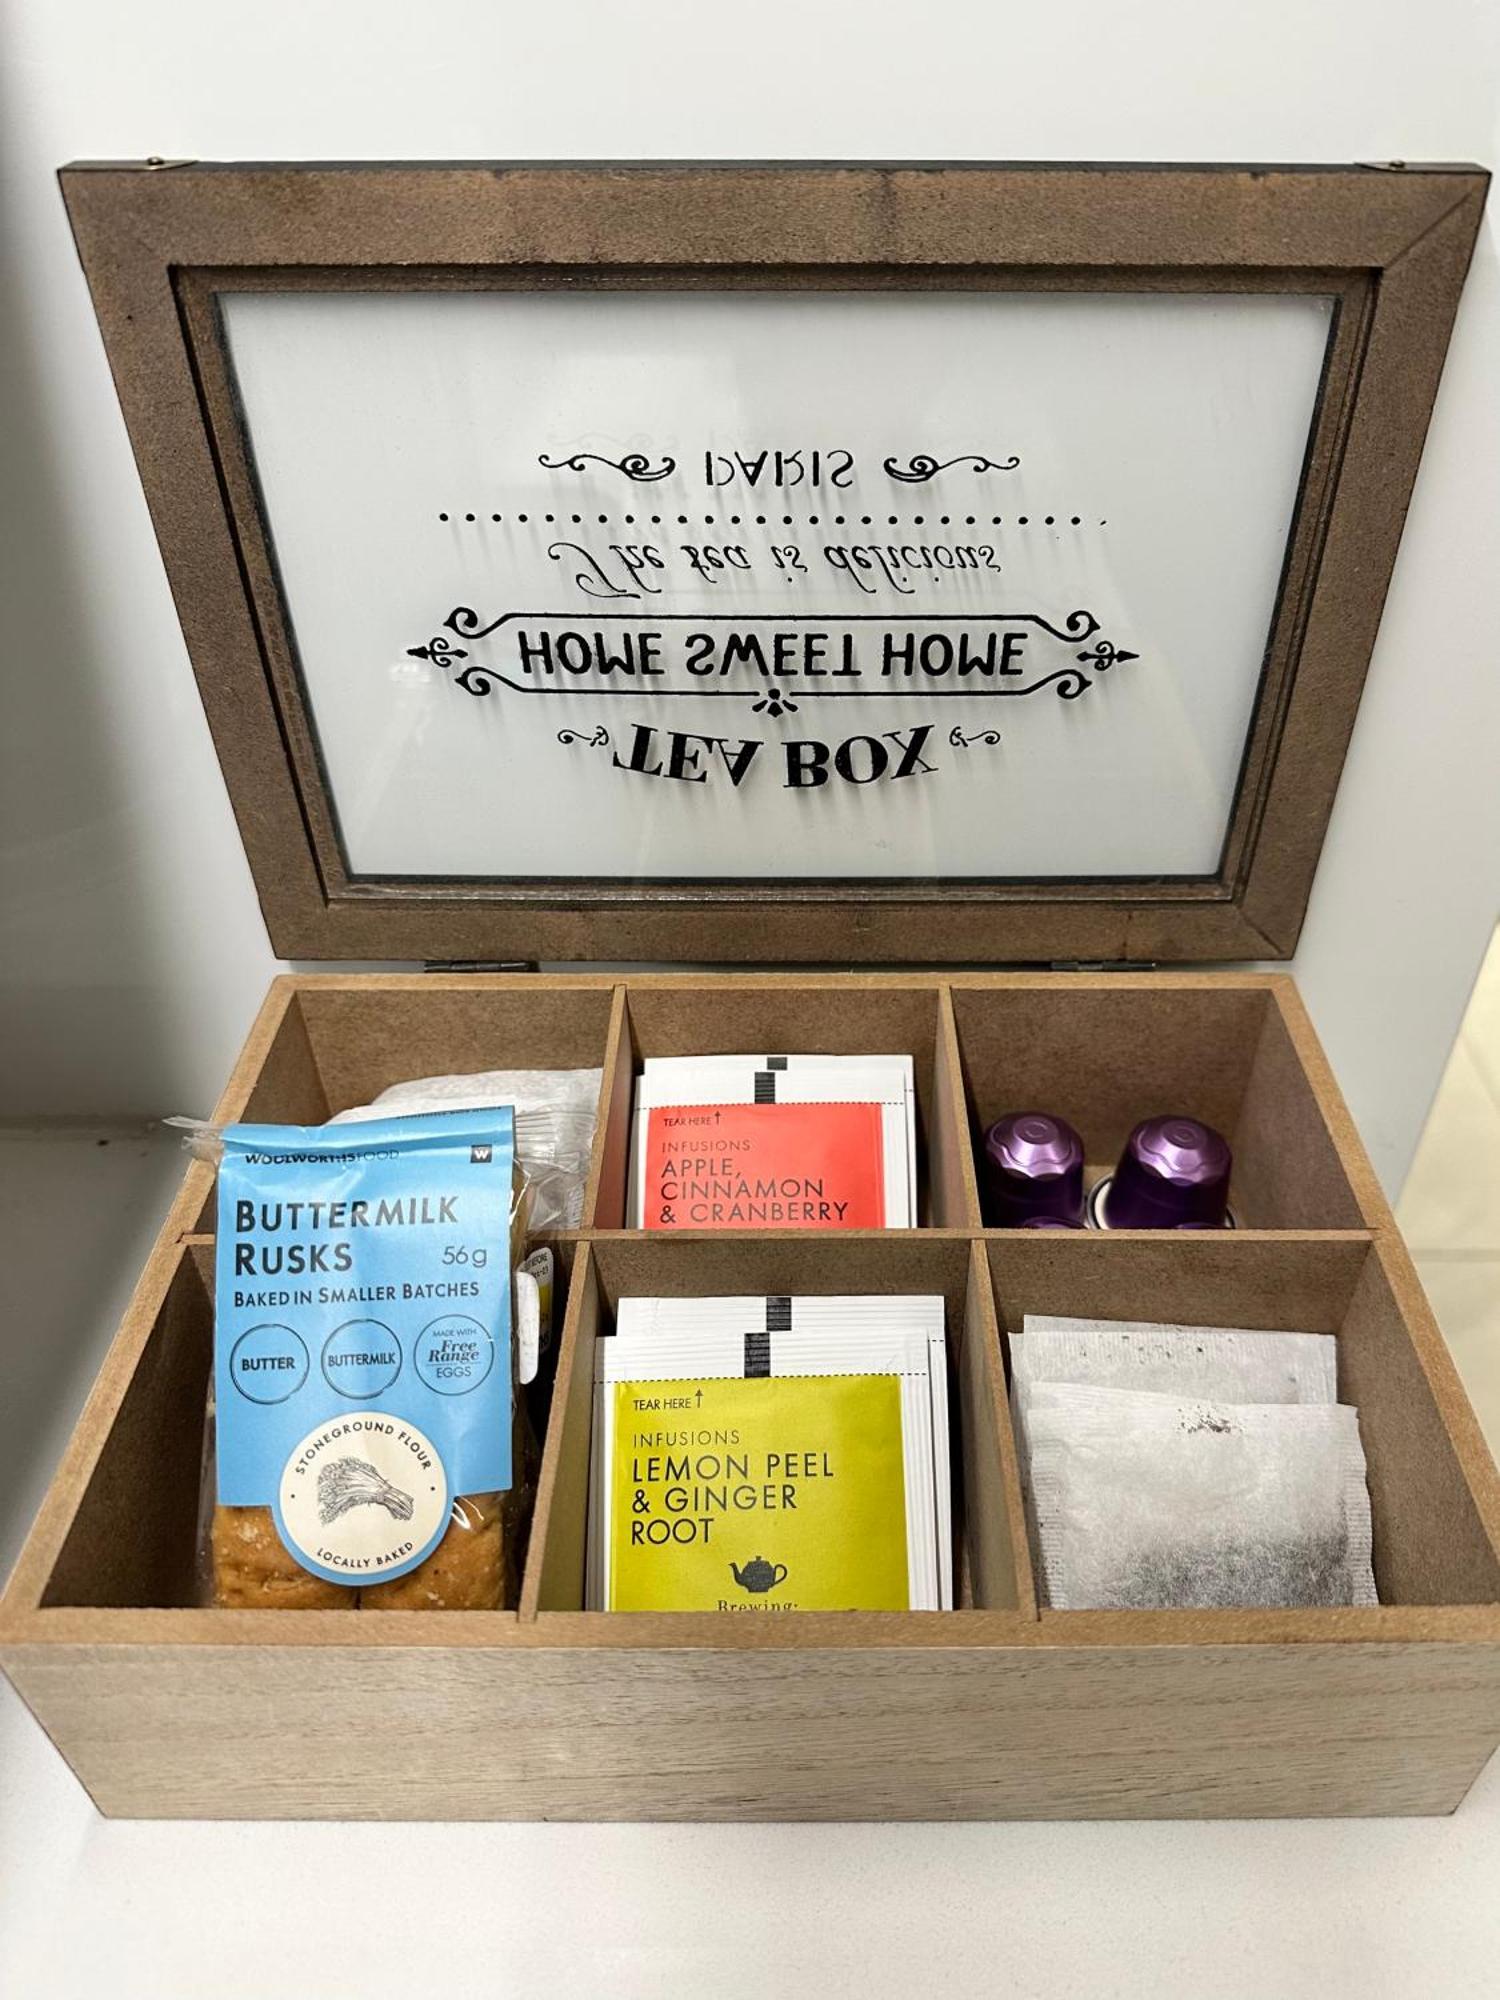 PARIS
The tea is delicious
HOME SWEET HOME
TEA BOX
WOOLWORTHS FOOD
W
BUTTERMILK
RUSKS
56g
BAKED IN SMALLER BATCHES
BUTTER
BUTTERMILK
MADE WITH
Free
Range
EGGS
STONEGROUND FLOUR
LOCALLY BAKED
TEAR HERE
INFUSIONS
APPLE,
CINNAMON
& CRANBERRY
TEAR HERE
INFUSIONS
LEMON PEEL
& GINGER
ROOT
Brewing: